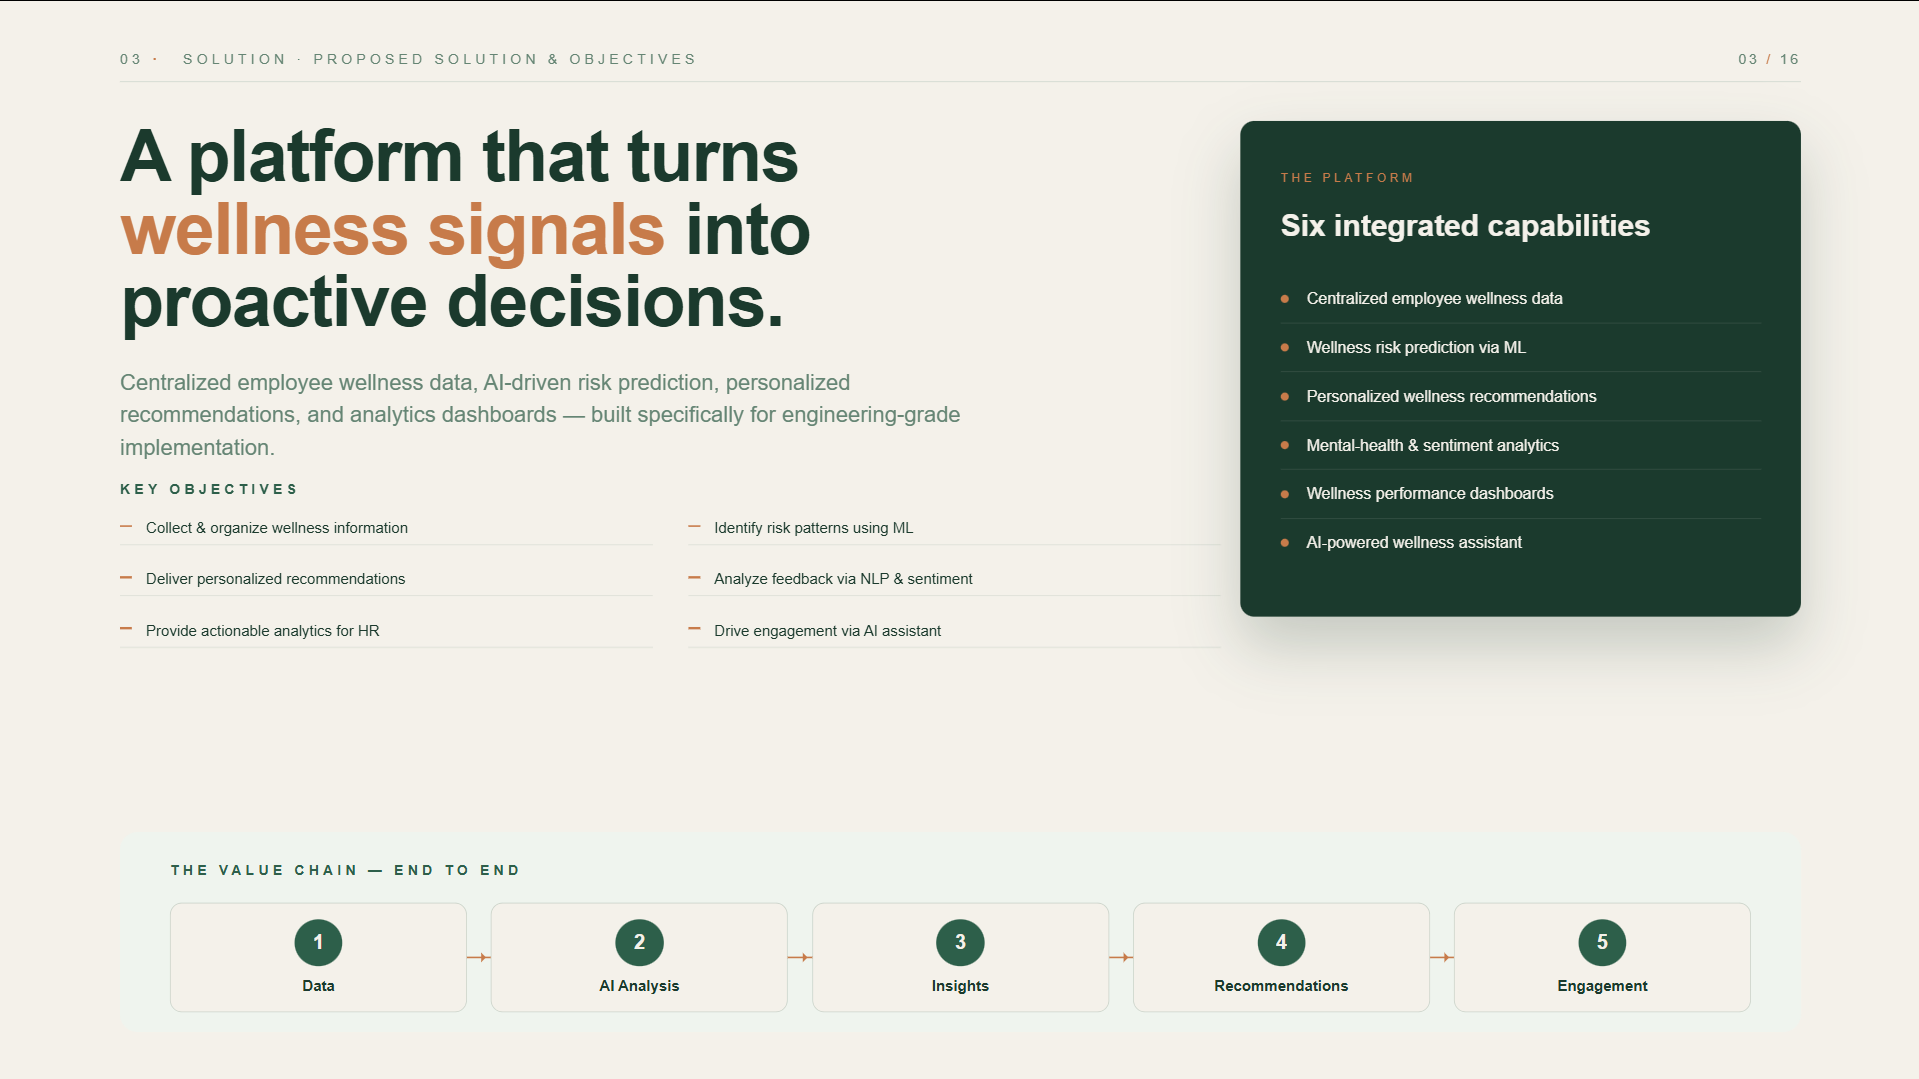 03 · SOLUTION · PROPOSED SOLUTION & OBJECTIVES
03 / 16
A platform that turns
wellness signals into
proactive decisions.
Centralized employee wellness data, AI-driven risk prediction, personalized
recommendations, and analytics dashboards — built specifically for engineering-grade
implementation.
KEY OBJECTIVES
Collect & organize wellness information
Identify risk patterns using ML
Deliver personalized recommendations
Analyze feedback via NLP & sentiment
Provide actionable analytics for HR
Drive engagement via AI assistant
THE PLATFORM
Six integrated capabilities
Centralized employee wellness data
Wellness risk prediction via ML
Personalized wellness recommendations
Mental-health & sentiment analytics
Wellness performance dashboards
AI-powered wellness assistant
THE VALUE CHAIN — END TO END
1
Data
2
AI Analysis
3
Insights
4
Recommendations
5
Engagement